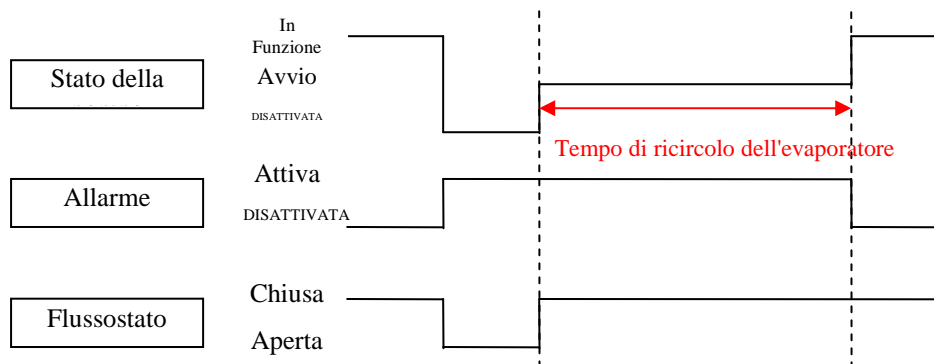 In
Funzione
Stato della
Avvio
DISATTIVATA
Tempo di ricircolo dell'evaporatore
Attiva
Allarme
DISATTIVATA
Chiusa
Flussostato
Aperta